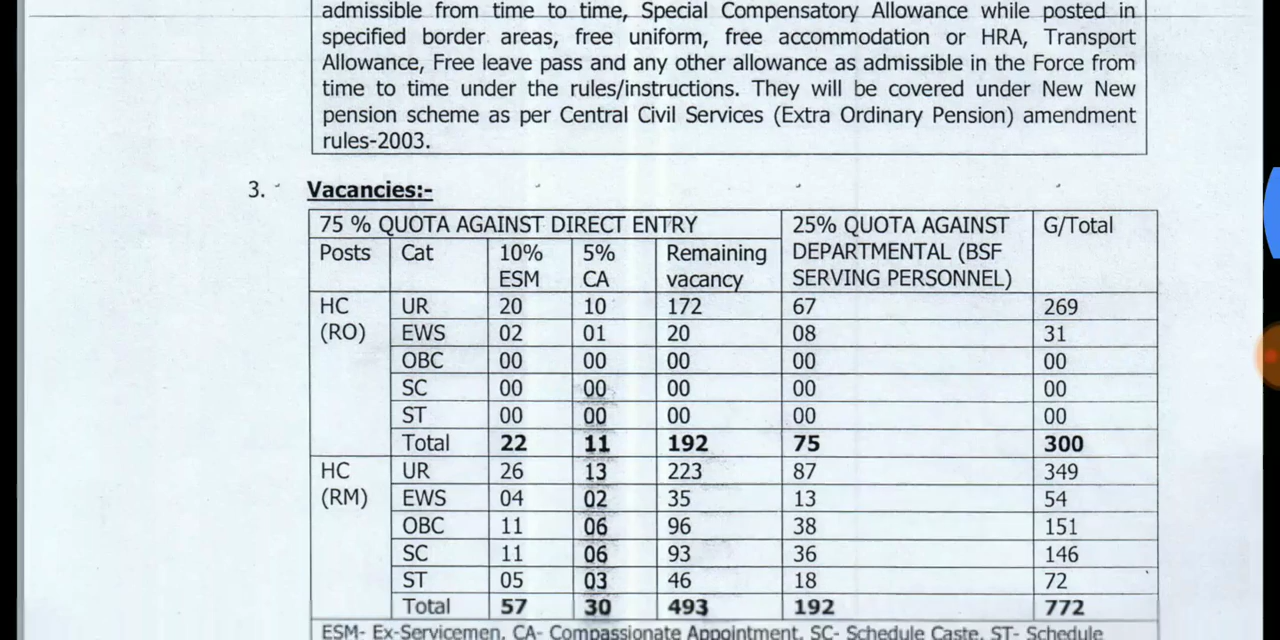 admissible from time to time, Special Compensatory Allowance while posted in
specified border areas, free uniform, free accommodation or HRA, Transport
Allowance, Free leave pass and any other allowance as admissible in the Force from
time to time under the rules/instructions. They will be covered under New New
pension scheme as per Central Civil Services (Extra Ordinary Pension) amendment
rules-2003.
3. Vacancies:-
75 % QUOTA AGAINST DIRECT ENTRY 25% QUOTA AGAINST DEPARTMENTAL (BSF SERVING PERSONNEL) G/Total
Posts Cat 10% ESM 5% CA Remaining vacancy
HC (RO) UR 20 10 172 67 269
EWS 02 01 20 08 31
OBC 00 00 00 00 00
SC 00 00 00 00 00
ST 00 00 00 00 00
Total 22 11 192 75 300
HC (RM) UR 26 13 223 87 349
EWS 04 02 35 13 54
OBC 11 06 96 38 151
SC 11 06 93 36 146
ST 05 03 46 18 72
Total 57 30 493 192 772
ESM- Ex-Servicemen, CA- Compassionate Appointment, SC- Schedule Caste, ST- Schedule